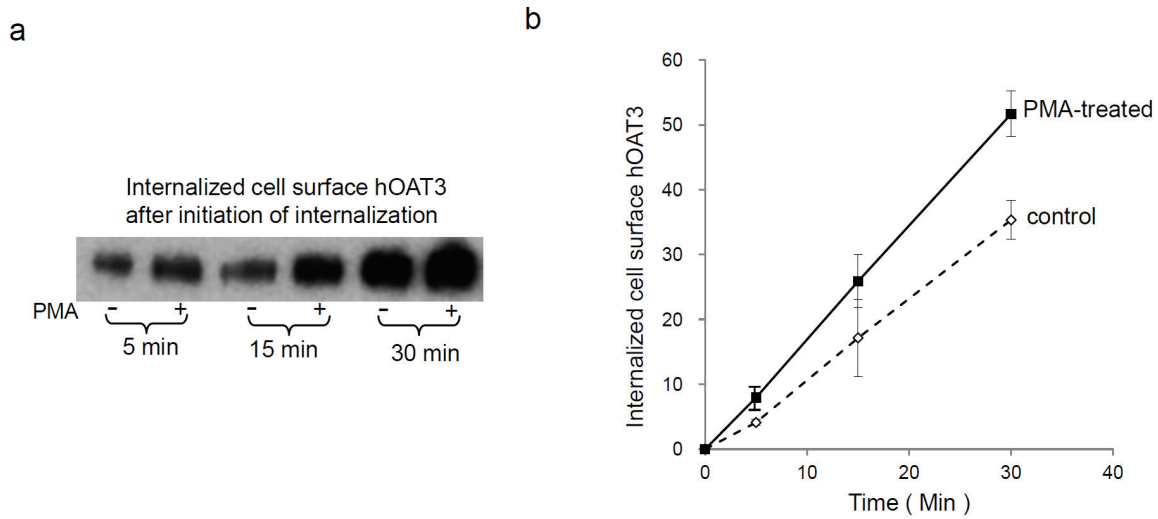 a
Internalized cell surface hOAT3
after initiation of internalization
PMA - + - + - +
5 min 15 min 30 min
b
Internalized cell surface hOAT3
60
50
40
30
20
10
0
PMA-treated
control
0 10 20 30 40
Time ( Min )